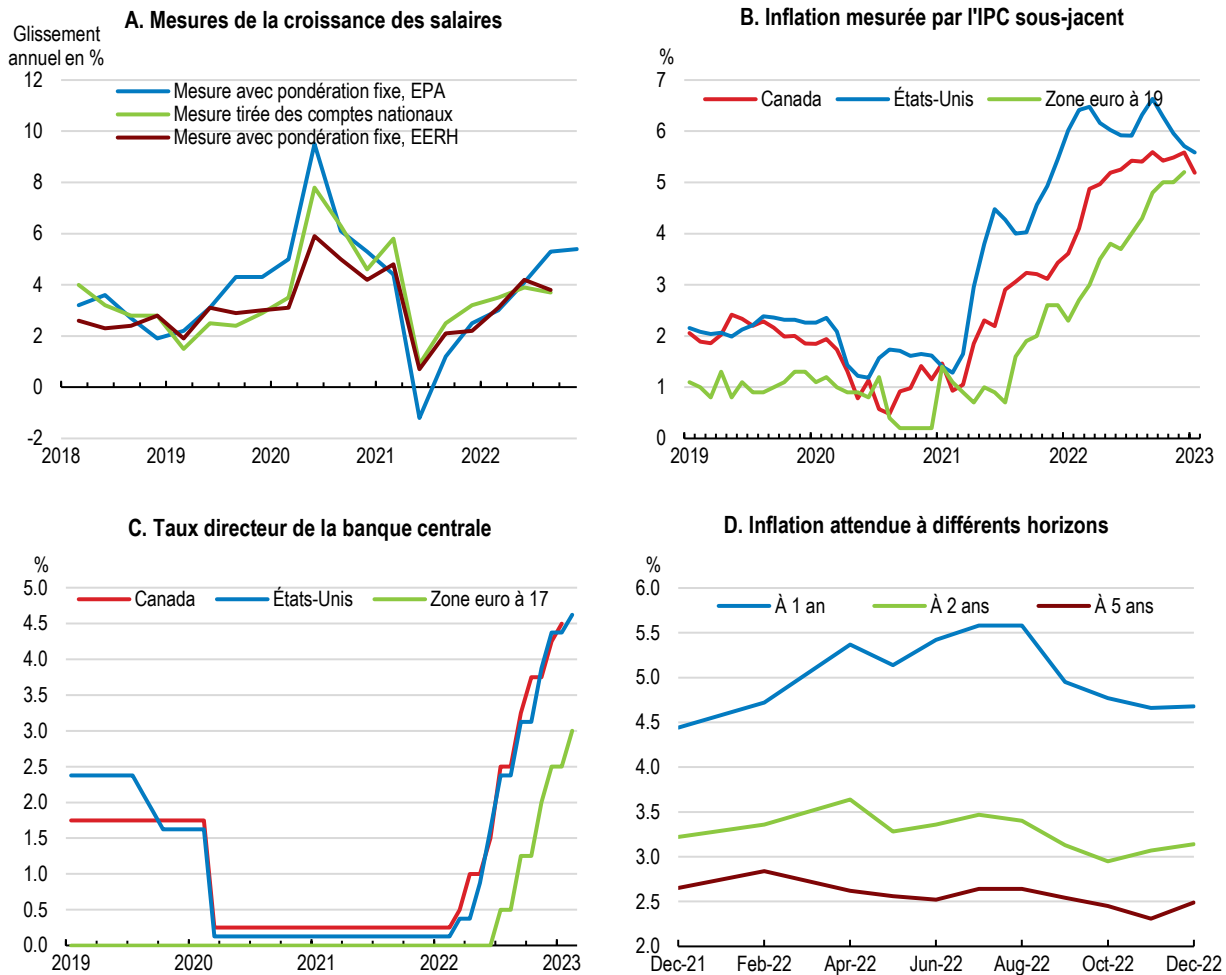 A. Mesures de la croissance des salaires
Glissement
annuel en %
12
10
8
6
4
2
0
-2
Mesure avec pondération fixe, EPA
Mesure tirée des comptes nationaux
Mesure avec pondération fixe, EERH
2018 2019 2020 2021 2022
B. Inflation mesurée par l'IPC sous-jacent
%
7
6
5
4
3
2
1
0
Canada États-Unis Zone euro à 19
2019 2020 2021 2022 2023
C. Taux directeur de la banque centrale
%
5.0
4.5
4.0
3.5
3.0
2.5
2.0
1.5
1.0
0.5
0.0
Canada États-Unis Zone euro à 17
2019 2020 2021 2022 2023
D. Inflation attendue à différents horizons
%
6.0
5.5
5.0
4.5
4.0
3.5
3.0
2.5
2.0
À 1 an À 2 ans À 5 ans
Dec-21 Feb-22 Apr-22 Jun-22 Aug-22 Oct-22 Dec-22